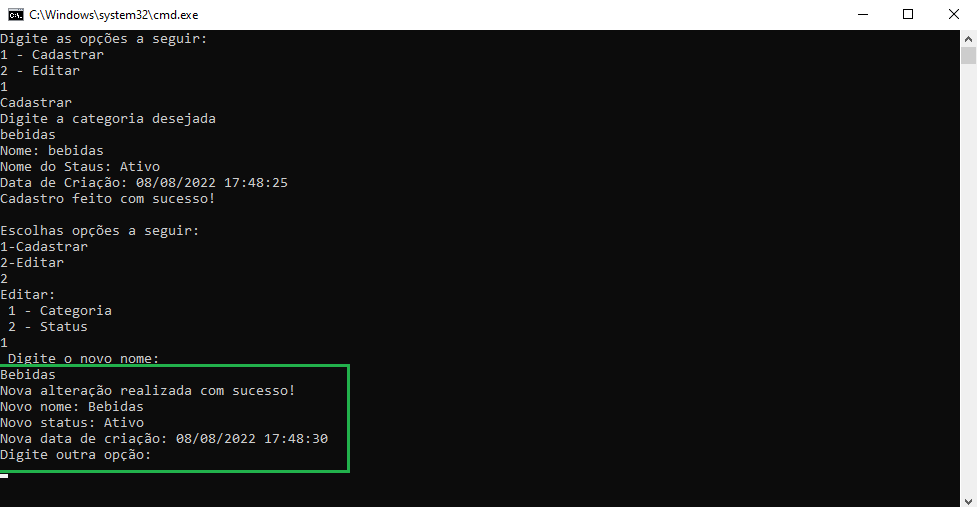 C:\Windows\system32\cmd.exe
Digite as opções a seguir:
1 - Cadastrar
2 - Editar
1
Cadastrar
Digite a categoria desejada
bebidas
Nome: bebidas
Nome do Staus: Ativo
Data de Criação: 08/08/2022 17:48:25
Cadastro feito com sucesso!
Escolhas opções a seguir:
1-Cadastrar
2-Editar
2
Editar:
1 - Categoria
2 - Status
1
Digite o novo nome:
Bebidas
Nova alteração realizada com sucesso!
Novo nome: Bebidas
Novo status: Ativo
Nova data de criação: 08/08/2022 17:48:30
Digite outra opção: